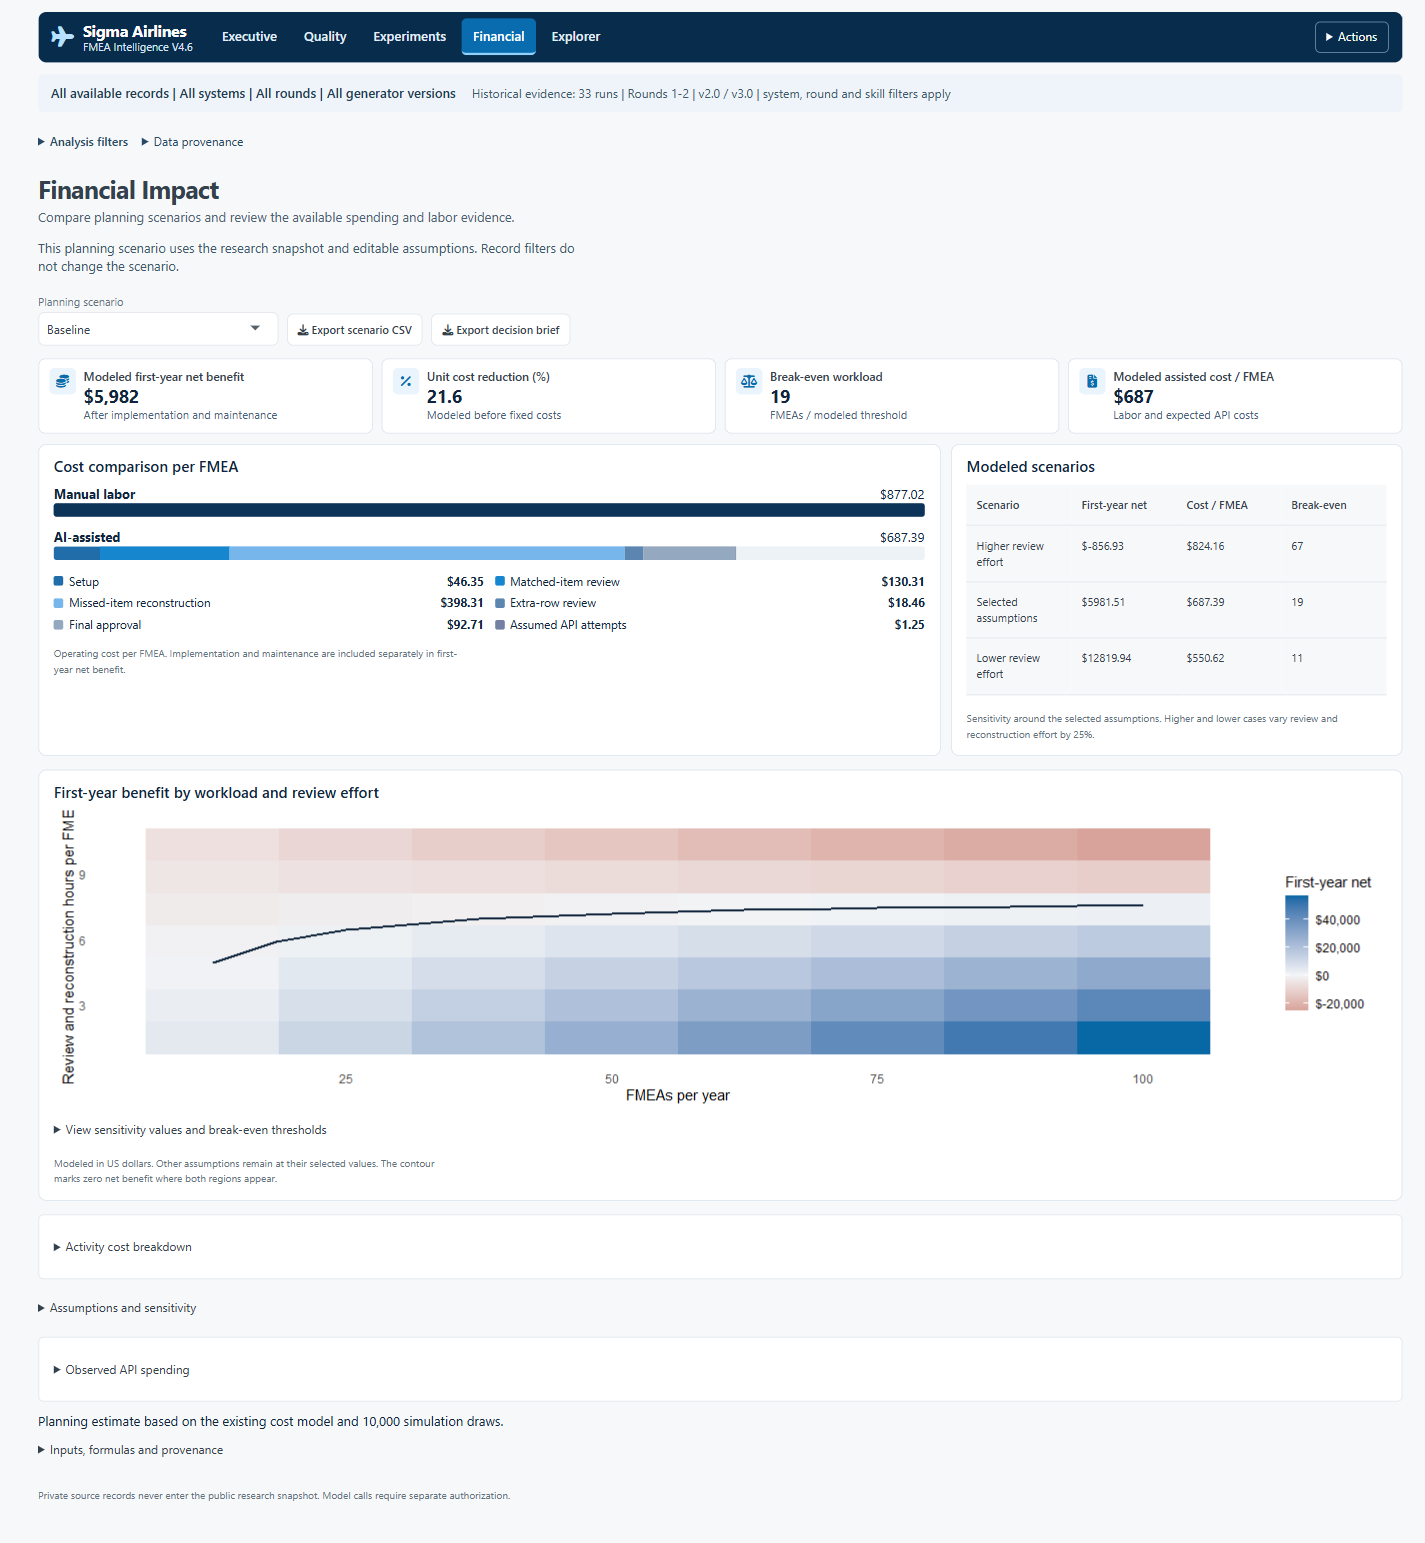 Sigma Airlines
FMEA Intelligence V4.6
Executive
Quality
Experiments
Financial
Explorer
Actions
All available records | All systems | All rounds | All generator versions
Historical evidence: 33 runs | Rounds 1-2 | v2.0 / v3.0 | system, round and skill filters apply
Analysis filters
Data provenance
Financial Impact
Compare planning scenarios and review the available spending and labor evidence.
This planning scenario uses the research snapshot and editable assumptions. Record filters do
not change the scenario.
Planning scenario
Baseline
Export scenario CSV
Export decision brief
Modeled first-year net benefit
$5,982
After implementation and maintenance
Unit cost reduction (%)
21.6
Modeled before fixed costs
Break-even workload
19
FMEAs / modeled threshold
Modeled assisted cost / FMEA
$687
Labor and expected API costs
Cost comparison per FMEA
Manual labor $877.02
AI-assisted $687.39
Setup $46.35
Matched-item review $130.31
Missed-item reconstruction $398.31
Extra-row review $18.46
Final approval $92.71
Assumed API attempts $1.25
Operating cost per FMEA. Implementation and maintenance are included separately in first-
year net benefit.
Modeled scenarios
Scenario First-year net Cost / FMEA Break-even
Higher review
effort
$-856.93 $824.16 67
Selected
assumptions
$5981.51 $687.39 19
Lower review
effort
$12819.94 $550.62 11
Sensitivity around the selected assumptions. Higher and lower cases vary review and
reconstruction effort by 25%.
First-year benefit by workload and review effort
Review and reconstruction hours per FME
9
6
3
25 50 75 100
FMEAs per year
First-year net
$40,000
$20,000
$0
$-20,000
View sensitivity values and break-even thresholds
Modeled in US dollars. Other assumptions remain at their selected values. The contour
marks zero net benefit where both regions appear.
Activity cost breakdown
Assumptions and sensitivity
Observed API spending
Planning estimate based on the existing cost model and 10,000 simulation draws.
Inputs, formulas and provenance
Private source records never enter the public research snapshot. Model calls require separate authorization.